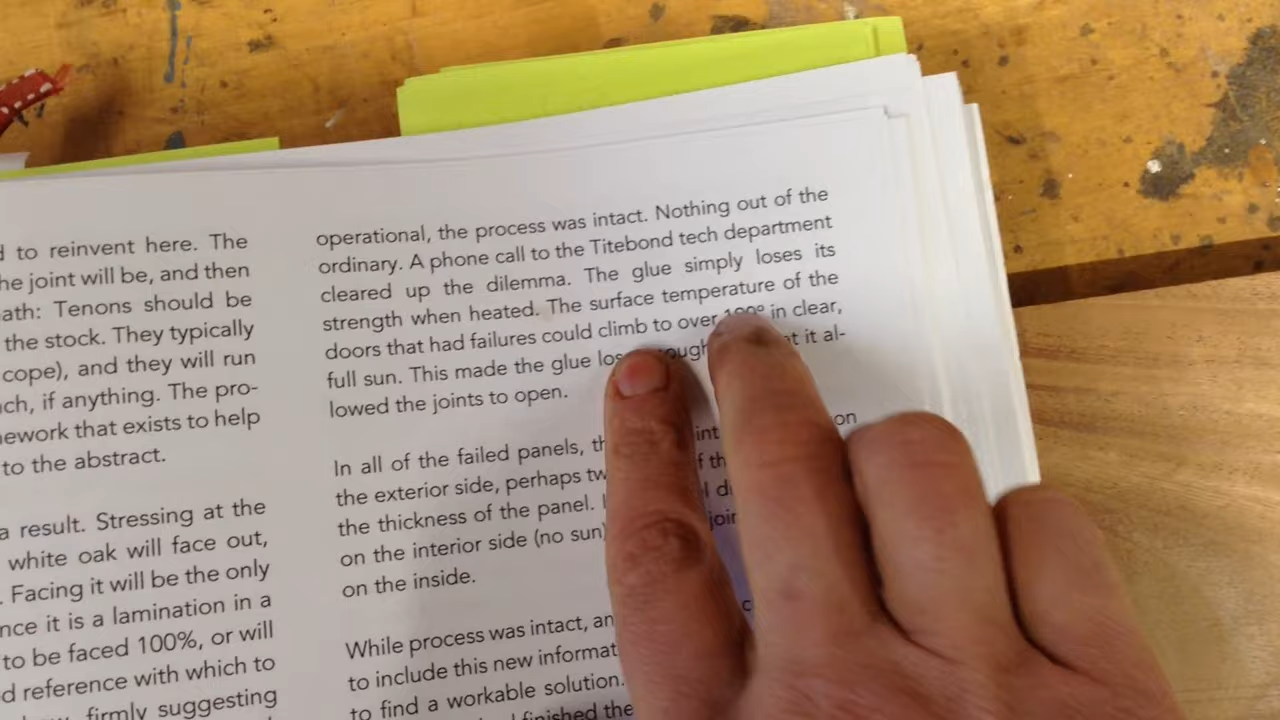 d to reinvent here. The
he joint will be, and then
ath: Tenons should be
the stock. They typically
cope), and they will run
ch, if anything. The pro-
ework that exists to help
to the abstract.
a result. Stressing at the
white oak will face out,
. Facing it will be the only
nce it is a lamination in a
to be faced 100%, or will
d reference with which to
firmly suggesting
operational, the process was intact. Nothing out of the
ordinary. A phone call to the Titebond tech department
cleared up the dilemma. The glue simply loses its
strength when heated. The surface temperature of the
doors that had failures could climb to over in clear,
full sun. This made the glue it al-
lowed the joints to open.
In all of the failed panels, on
the exterior side, perhaps
the thickness of the panel.
on the interior side (no sun)
on the inside.
While process was intact,
to include this new
to find a workable solution.
finished the